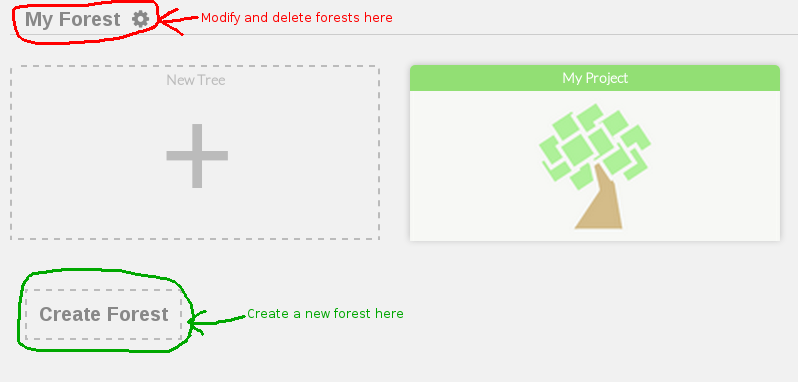 My Forest
Modify and delete forests here
New Tree
My Project
Create Forest
Create a new forest here